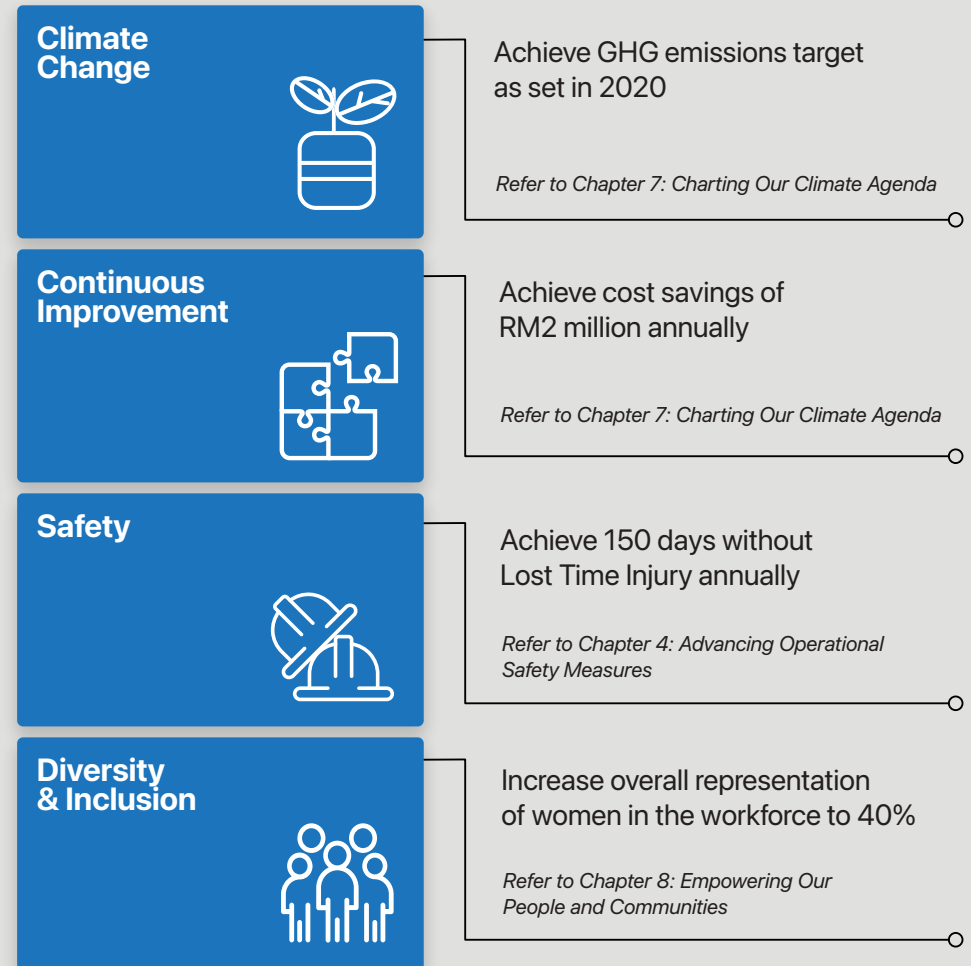 Climate
Change
Achieve GHG emissions target
as set in 2020
Refer to Chapter 7: Charting Our Climate Agenda
Continuous
Improvement
Achieve cost savings of
RM2 million annually
Refer to Chapter 7: Charting Our Climate Agenda
Safety
Achieve 150 days without
Lost Time Injury annually
Refer to Chapter 4: Advancing Operational
Safety Measures
Diversity
& Inclusion
Increase overall representation
of women in the workforce to 40%
Refer to Chapter 8: Empowering Our
People and Communities